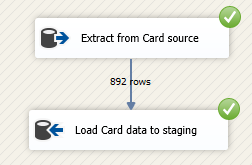 Extract from Card source
892 rows
Load Card data to staging